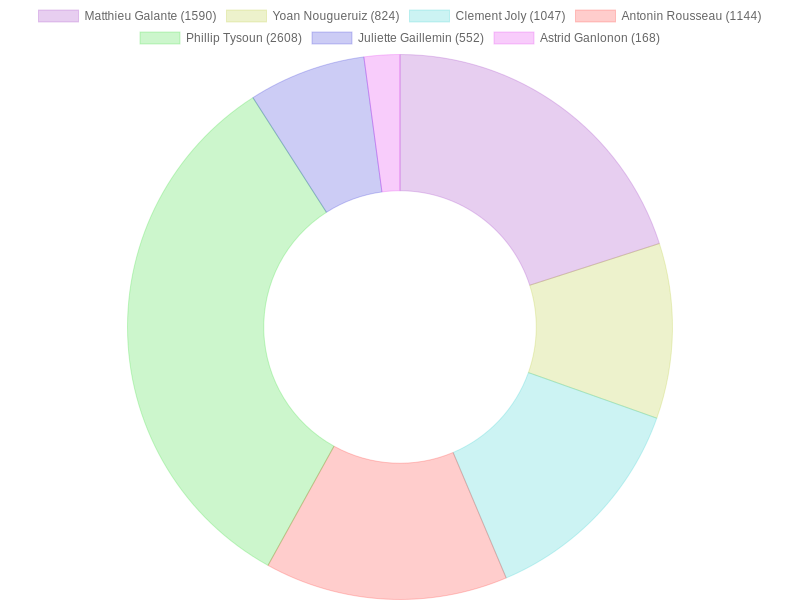 Matthieu Galante (1590) Yoan Nougueruiz (824) Clement Joly (1047) Antonin Rousseau (1144)
Phillip Tysoun (2608) Juliette Gaillemin (552) Astrid Ganlonon (168)